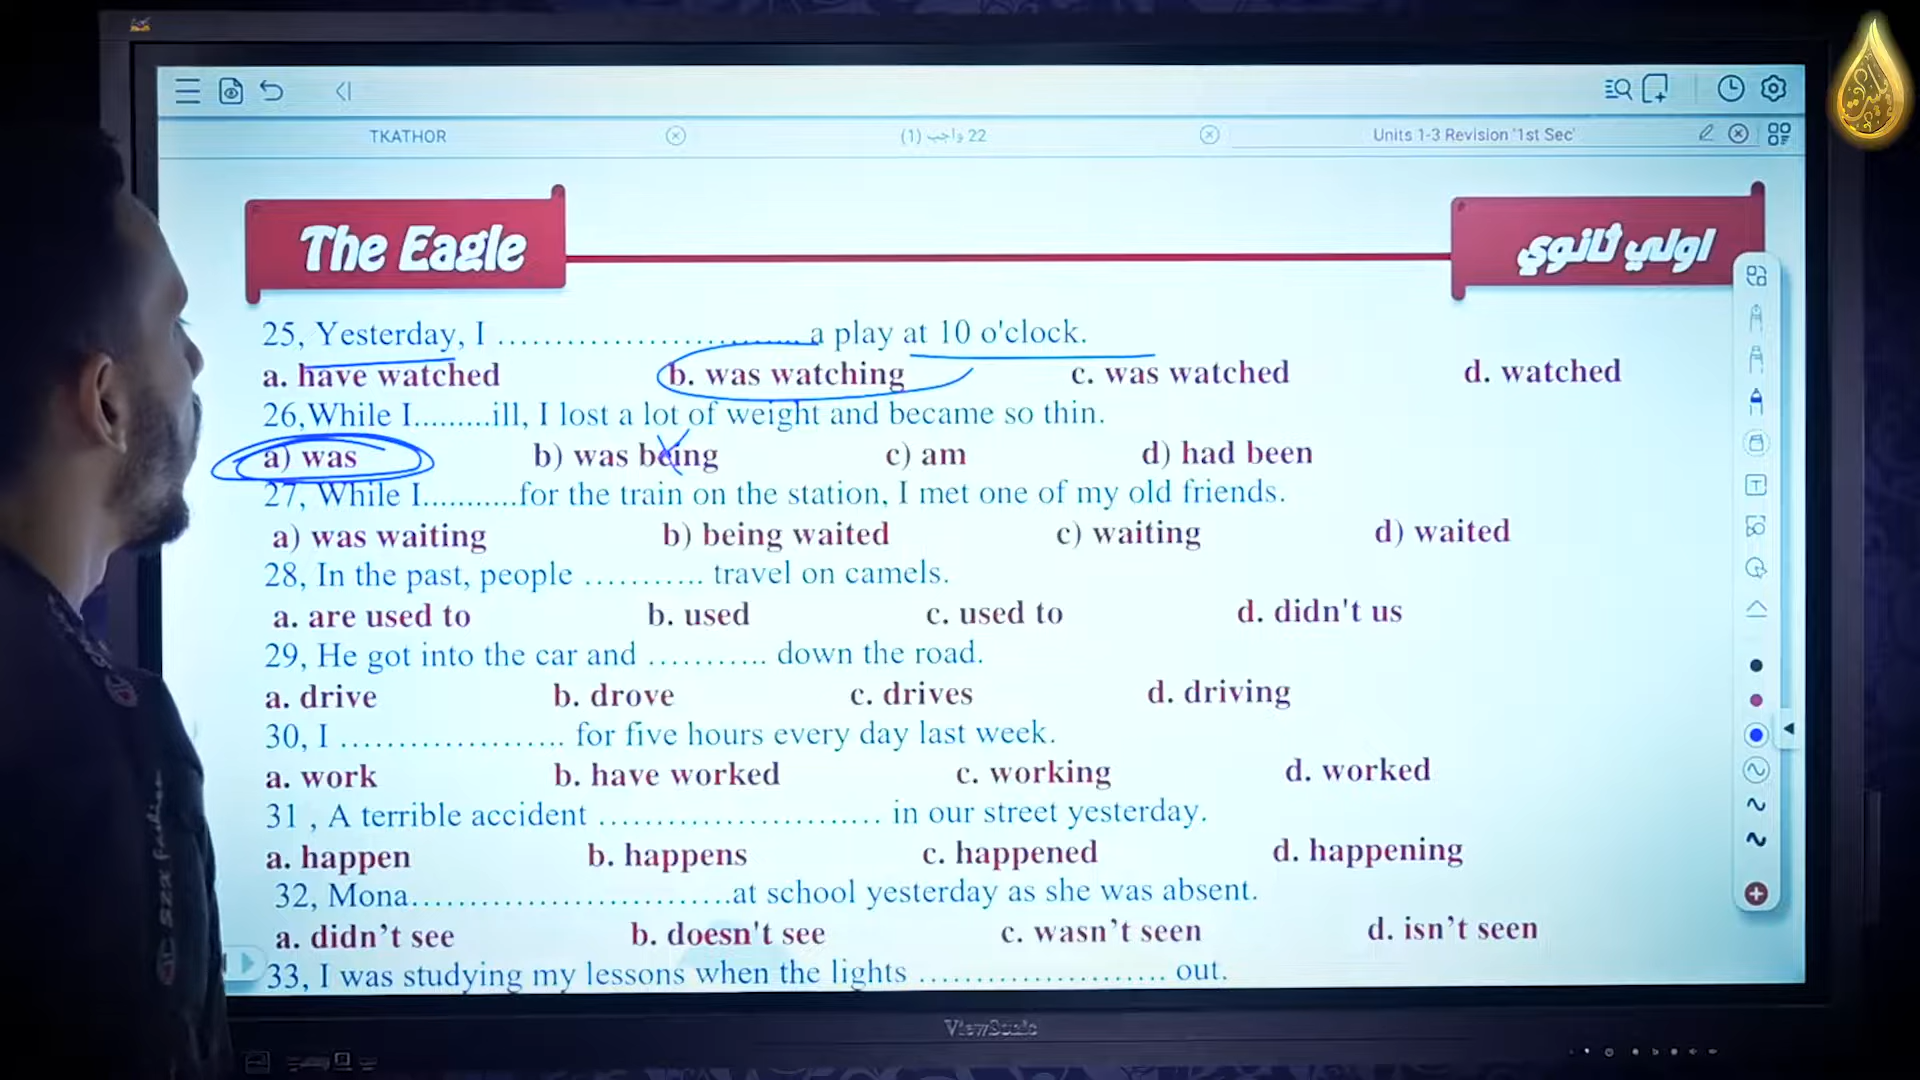 TKATHOR
22 واجب (1)
Units 1-3 Revision '1st Sec'
The Eagle
اولي ثانوي
25, Yesterday, I ............................ a play at 10 o'clock.
a. have watched b. was watching c. was watched d. watched
26,While I.........ill, I lost a lot of weight and became so thin.
a) was b) was being c) am d) had been
27, While I...........for the train on the station, I met one of my old friends.
a) was waiting b) being waited c) waiting d) waited
28, In the past, people ........... travel on camels.
a. are used to b. used c. used to d. didn't us
29, He got into the car and ........... down the road.
a. drive b. drove c. drives d. driving
30, I .................... for five hours every day last week.
a. work b. have worked c. working d. worked
31 , A terrible accident ......................... in our street yesterday.
a. happen b. happens c. happened d. happening
32, Mona............................at school yesterday as she was absent.
a. didn’t see b. doesn't see c. wasn’t seen d. isn’t seen
33, I was studying my lessons when the lights ...................... out.
ViewSonic